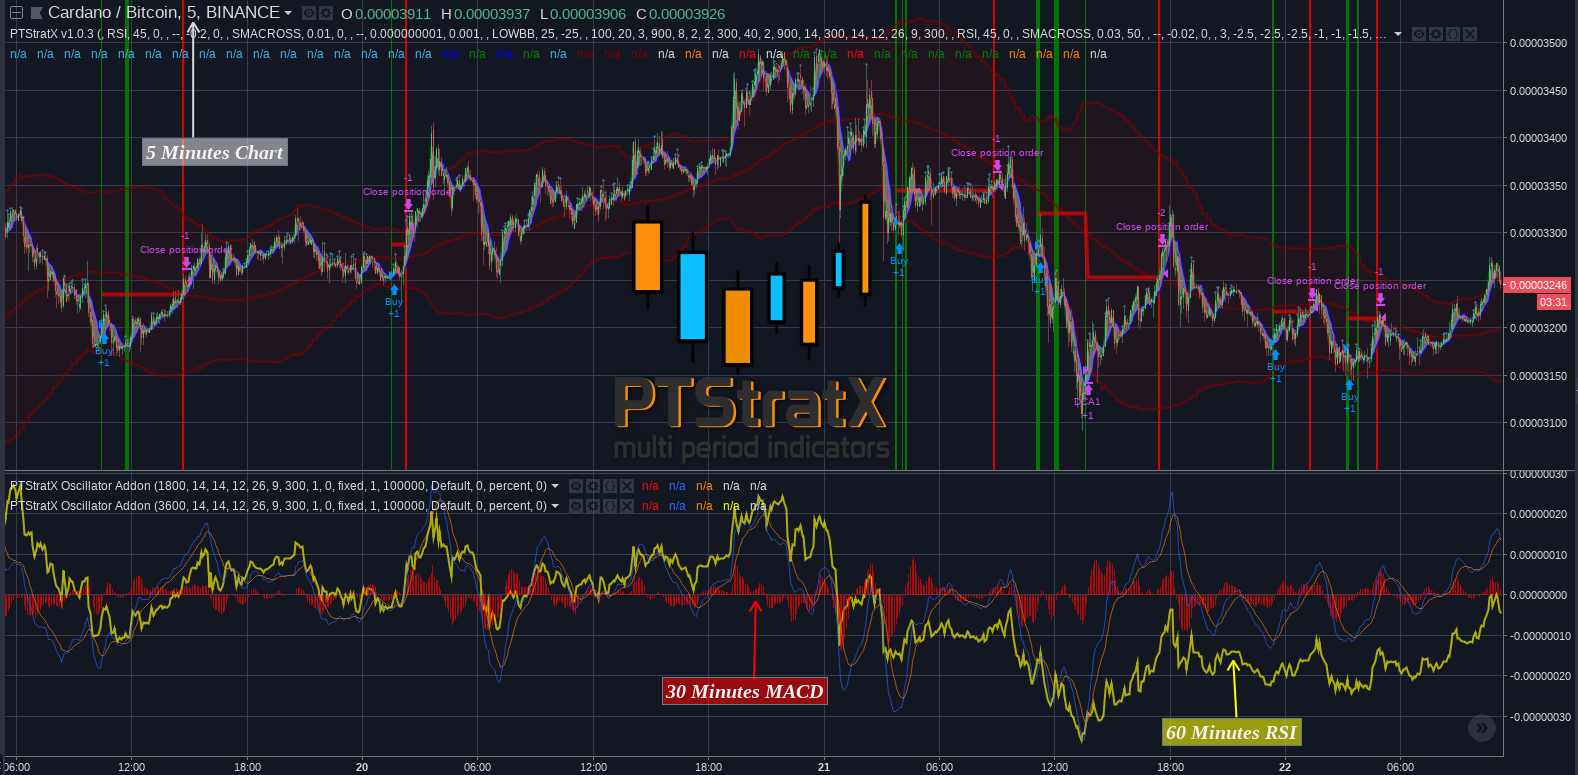 Cardano / Bitcoin, 5, BINANCE O 0.00003911 H 0.00003937 L 0.00003906 C 0.00003926
PTStratX v1.0.3 (, RSI, 45, 0, , --, -0.2, 0, , SMACROSS, 0.01, 0, , --, 0.000000001, 0.001, , LOWBB, 25, -25, , 100, 20, 3, 900, 8, 2, 2, 300, 40, 2, 900, 14, 300, 14, 12, 26, 9, 300, , RSI, 45, 0, , SMACROSS, 0.03, 50, , --, -0.02, 0, , 3, -2.5, -2.5, -2.5, -1, -1, -1.5, ...
n/a n/a n/a n/a n/a n/a n/a n/a n/a n/a n/a n/a n/a n/a n/a n/a n/a n/a n/a n/a n/a n/a n/a n/a n/a n/a n/a n/a n/a n/a n/a n/a n/a n/a n/a n/a n/a n/a n/a n/a n/a
0.00003500
0.00003450
0.00003400
5 Minutes Chart
-1
Close position order
0.00003350
-1
Close position order
-2
Close position order
0.00003300
-1
Close position order
Buy
+1
-1
Close position order
-1
Close position order
Buy
+1
0.00003246
03:31
Buy
+1
0.00003200
Buy
+1
Buy
+1
0.00003150
Buy
+1
DCA1
+1
PTStratX
multi period indicators
0.00003100
0.00000030
PTStratX Oscillator Addon (1800, 14, 14, 12, 26, 9, 300, 1, 0, fixed, 1, 100000, Default, 0, percent, 0) n/a n/a n/a n/a n/a
PTStratX Oscillator Addon (3600, 14, 14, 12, 26, 9, 300, 1, 0, fixed, 1, 100000, Default, 0, percent, 0) n/a n/a n/a n/a n/a
0.00000020
0.00000010
0.00000000
-0.00000010
-0.00000020
30 Minutes MACD
-0.00000030
60 Minutes RSI
06:00 12:00 18:00 20 06:00 12:00 18:00 21 06:00 12:00 18:00 22 06:00